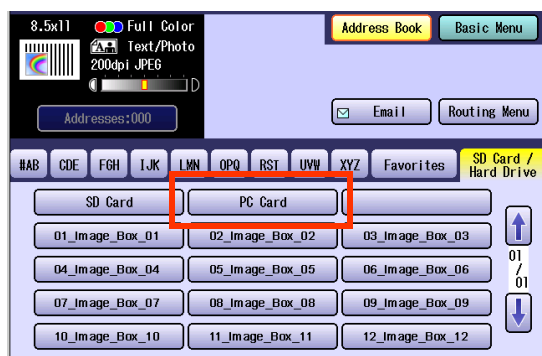 8.5x11 Full Color Address Book Basic Menu
A Text/Photo
200dpi JPEG
D
Addresses:000 Email Routing Menu
#AB CDE FGH IJK LMN OPQ RST UVW XYZ Favorites SD Card /
Hard Drive
SD Card PC Card
01_Image_Box_01 02_Image_Box_02 03_Image_Box_03
04_Image_Box_04 05_Image_Box_05 06_Image_Box_06
07_Image_Box_07 08_Image_Box_08 09_Image_Box_09
10_Image_Box_10 11_Image_Box_11 12_Image_Box_12
01
/
01